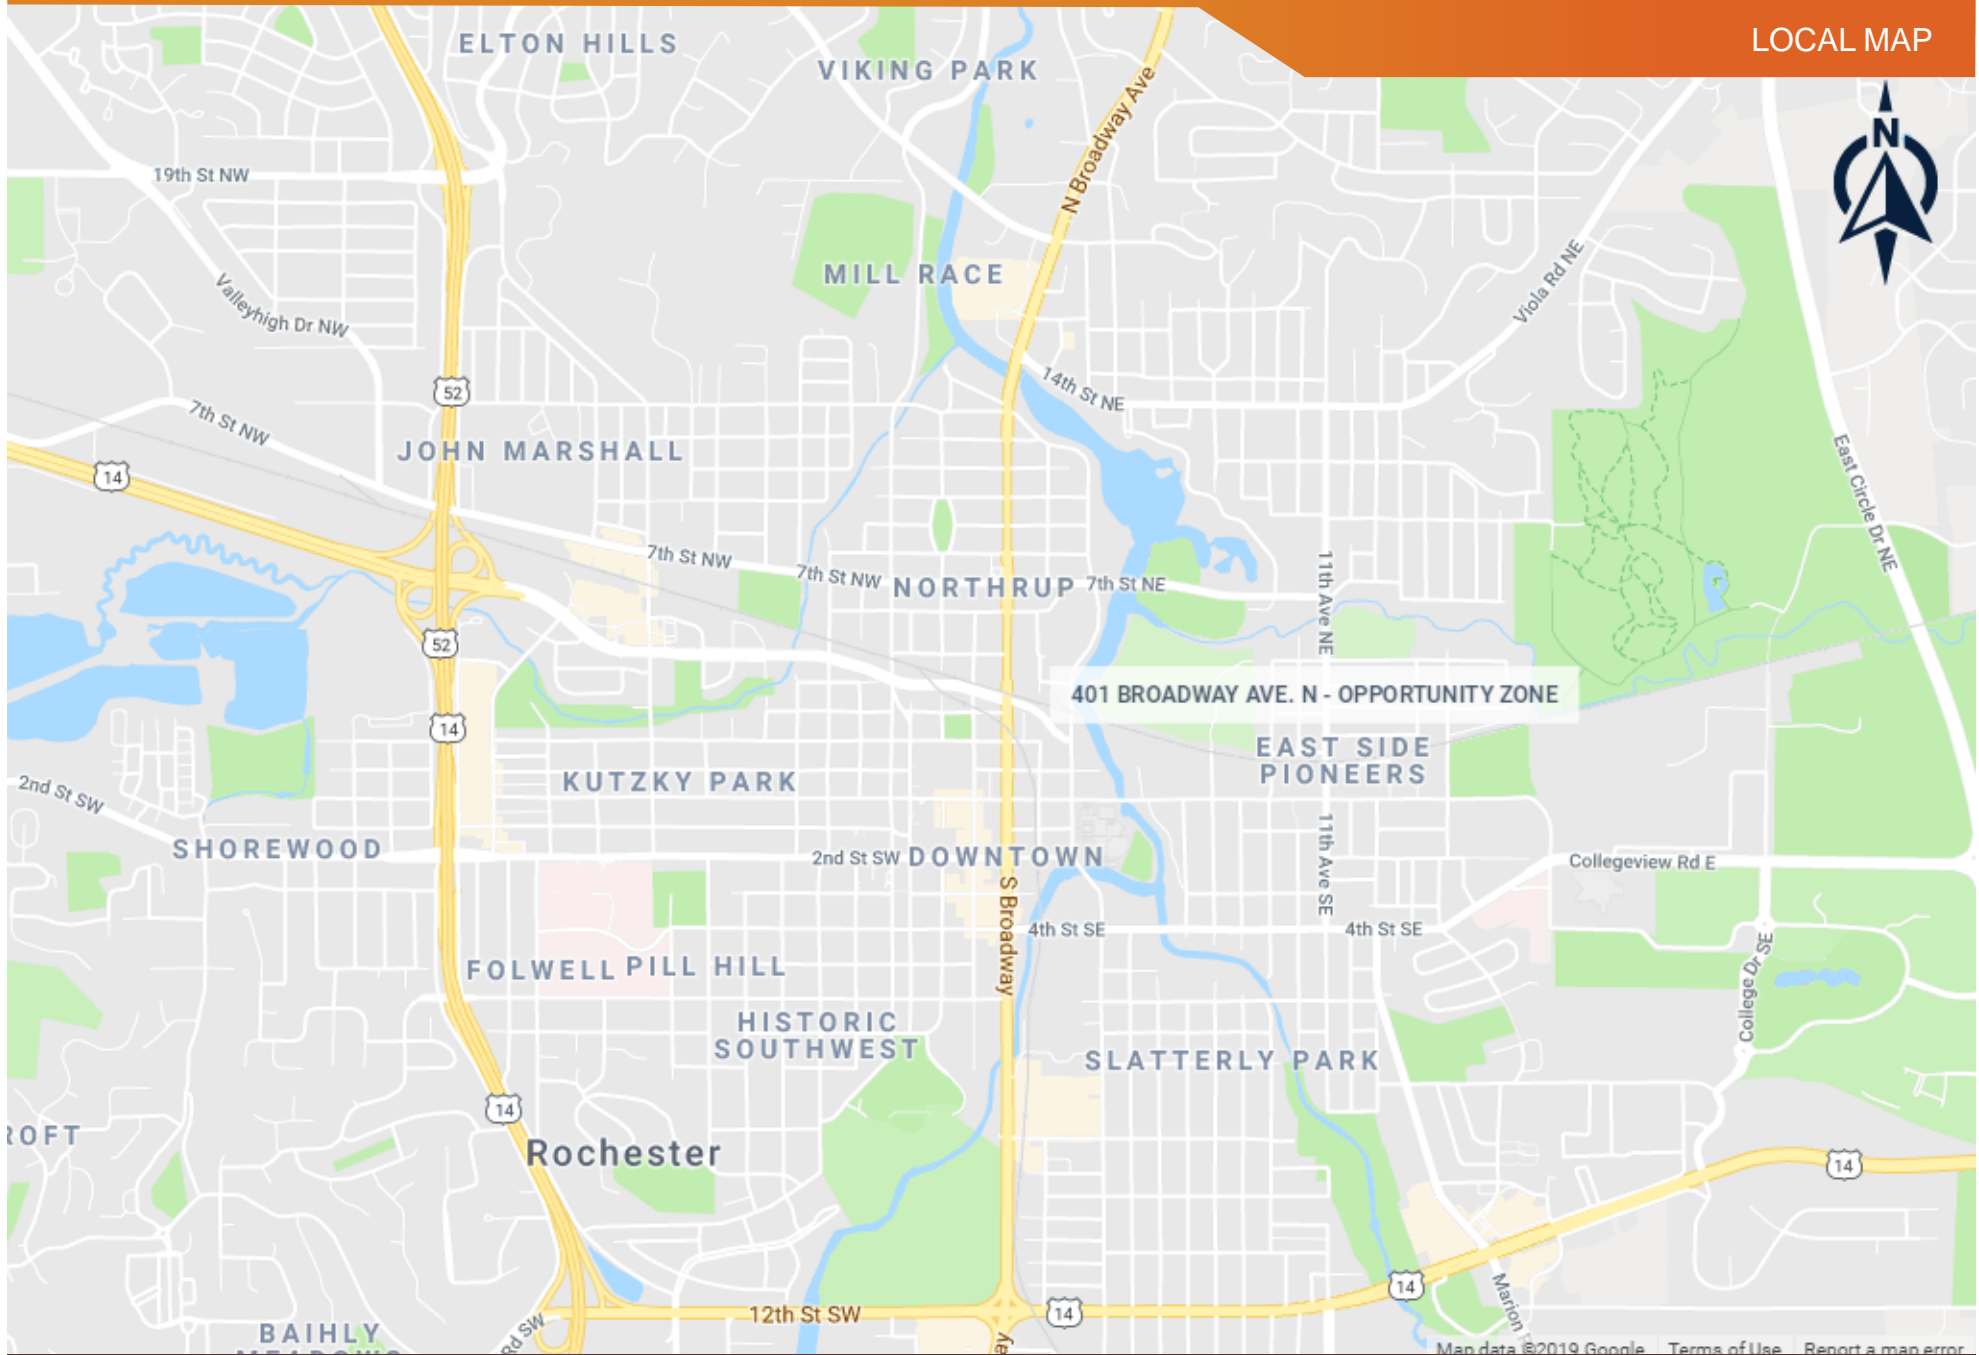 LOCAL MAP
ELTON HILLS
VIKING PARK
N Broadway Ave
N
19th St NW
MILL RACE
Viola Rd NE
Valleyhigh Dr NW
52
14th St NE
7th St NW
JOHN MARSHALL
14
East Circle Dr NE
7th St NW
7th St NW
NORTHRUP
7th St NE
11th Ave NE
52
401 BROADWAY AVE. N - OPPORTUNITY ZONE
14
EAST SIDE
PIONEERS
KUTZKY PARK
2nd St SW
SHOREWOOD
2nd St SW
DOWNTOWN
11th Ave SE
Collegeview Rd E
S Broadway
4th St SE
4th St SE
FOLWELL
PILL HILL
College Dr SE
HISTORIC
SOUTHWEST
SLATTERLY PARK
14
ROFT
Rochester
14
14
Marion
12th St SW
14
Rd SW
BAIHLY
MEADOWS
ay
Map data ©2019 Google
Terms of Use
Report a map error